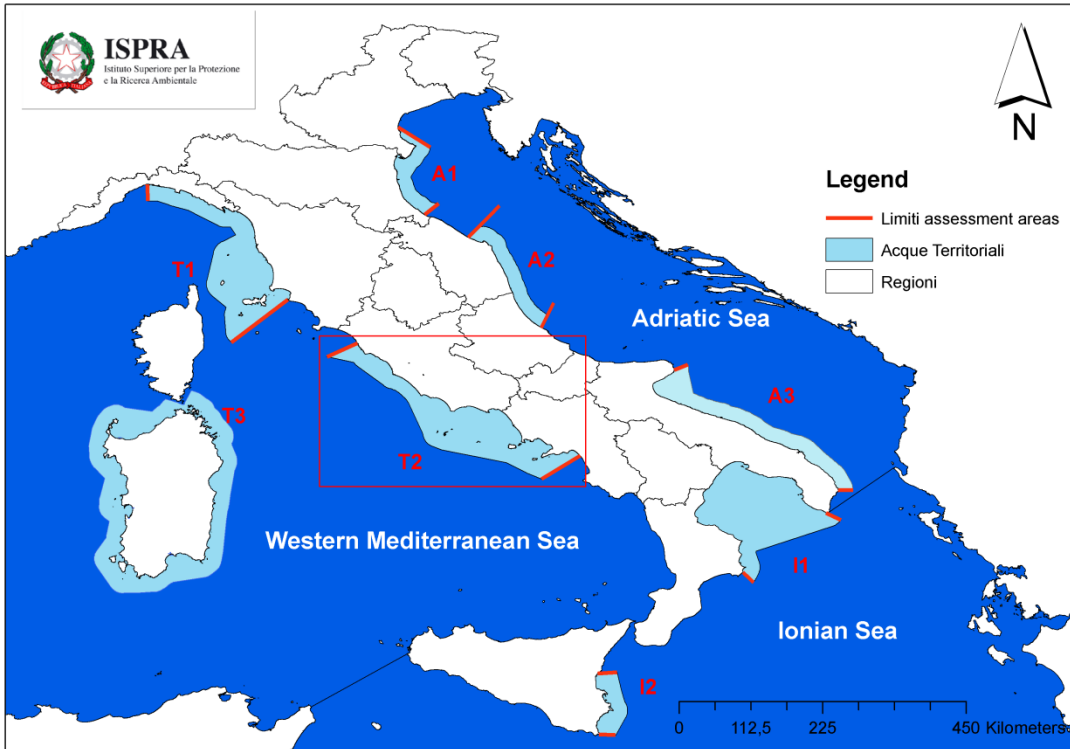 ISPRA
Istituto Superiore per la Protezione
e la Ricerca Ambientale
N
Legend
Limiti assessment areas
Acque Territoriali
Regioni
A1
A2
T1
Adriatic Sea
A3
T3
T2
Western Mediterranean Sea
I1
Ionian Sea
I2
0 112,5 225 450 Kilometers